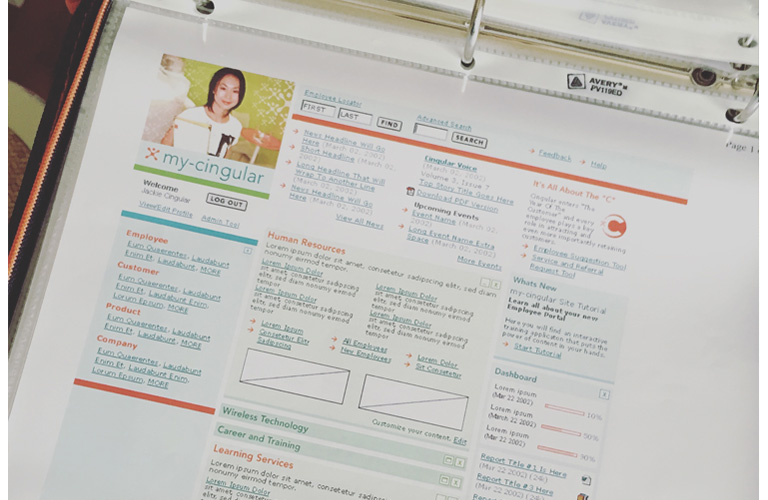 AVERY®
PV119ED
Page 1
my-cingular
Welcome
Jackie Cingular
LOG OUT
View/Edit Profile
Admin Tool
Employee Locator
FIRST
LAST
FIND
Advanced Search
SEARCH
Feedback
Help
News Headline Will Go
Here (March 02, 2002)
Short Headline (March 02,
2002)
Long Headline That Will
Wrap To Another Line
(March 02, 2002)
News Headline Will Go
Here (March 02, 2002)
View All News
Cingular Voice
(March 02, 2002)
Volume 3, Issue 7
Top Story Title Goes Here
Download PDF Version
Upcoming Events
Event Name (March 02,
2002)
Long Event Name Extra
Space (March 02, 2002)
More Events
It's All About The "C"
Cingular enters "The
Year Of The
Customer" and every
employee plays a key
role in attracting and
even more importantly retaining
customers.
Employee Suggestion Tool
Service and Referral
Request Tool
Employee
Eum Quaerentes, Laudabunt
Enim Et, Laudabunt, MORE
Customer
Eum Quaerentes, Laudabunt
Enim Et, Laudabunt Enim,
Lorum Epsum, MORE
Product
Eum Quaerentes, Laudabunt
Enim Et, Laudabunt, MORE
Company
Eum Quaerentes, Laudabunt
Enim Et, Laudabunt Enim,
Lorum Epsum, MORE
Human Resources
Lorem ipsum dolor sit amet, consetetur sadipscing elitr, sed diam
nonumy eirmod tempor.
Lorem Ipsum Dolor
sit amet, consetetur sadipscing
elitr, sed diam nonumy eirmod
tempor
Lorem Ipsum Dolor
sit amet, consetetur sadipscing
elitr, sed diam nonumy eirmod
tempor
Lorem Ipsum Dolor
sit amet, consetetur sadipscing
elitr, sed diam nonumy eirmod
Lorem Ipsum Dolor
sit amet, consetetur sadipscing
elitr, sed diam nonumy eirmod
tempor
Lorem Ipsum
Consetetur Elitr
Sadipscing
All Employees
New Employees
Lorem Dolor
Sit Consetetur
Customize your content. Edit
Wireless Technology
Career and Training
Learning Services
Lorem ipsum dolor sit amet, consetetur sadipscing elitr, sed diam
nonumy eirmod tempor.
Lorem Ipsum Dolor
Whats New
my-cingular Site Tutorial
Learn all about your new
Employee Portal
Here you will find an interactive
training application that puts the
power of content in your hands.
Start Tutorial
Dashboard
Lorem ipsum
(Mar 22 2002)
Lorem ipsum
(March 22 2002)
Lorem ipsum
(Mar 22 2002)
Report Title #1 Is Here
(Mar 22 2002) (24k)
Report Title # 3 Here